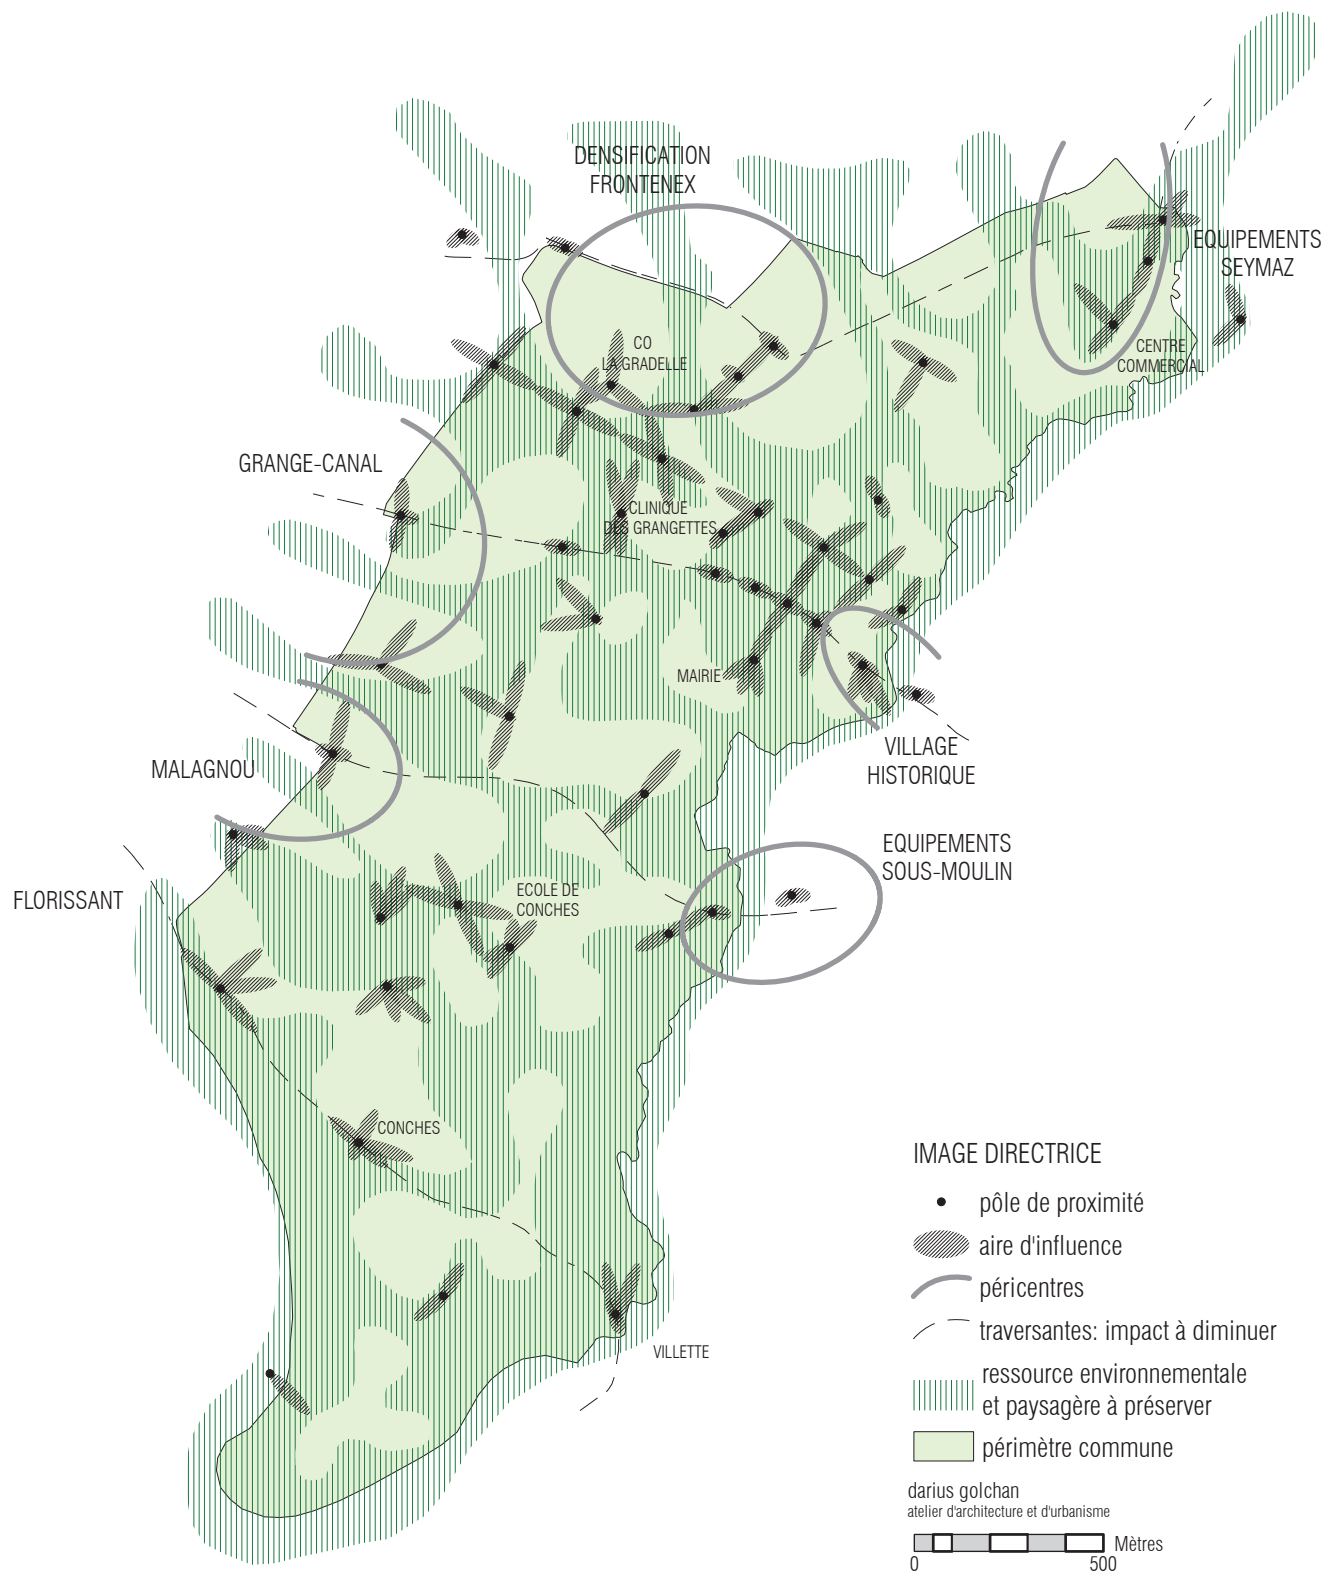 DENSIFICATION
FRONTENEX
EQUIPEMENTS
SEYMAZ
CO
LA GRADELLE
CENTRE
COMMERCIAL
GRANGE-CANAL
CLINIQUE
DES GRANGETTES
MAIRIE
VILLAGE
HISTORIQUE
MALAGNOU
EQUIPEMENTS
SOUS-MOULIN
FLORISSANT
ECOLE DE
CONCHES
CONCHES
VILLETTE
IMAGE DIRECTRICE
pôle de proximité
aire d'influence
péricentres
traversantes: impact à diminuer
ressource environnementale
et paysagère à préserver
périmètre commune
darius golchan
atelier d'architecture et d'urbanisme
Mètres
0 500